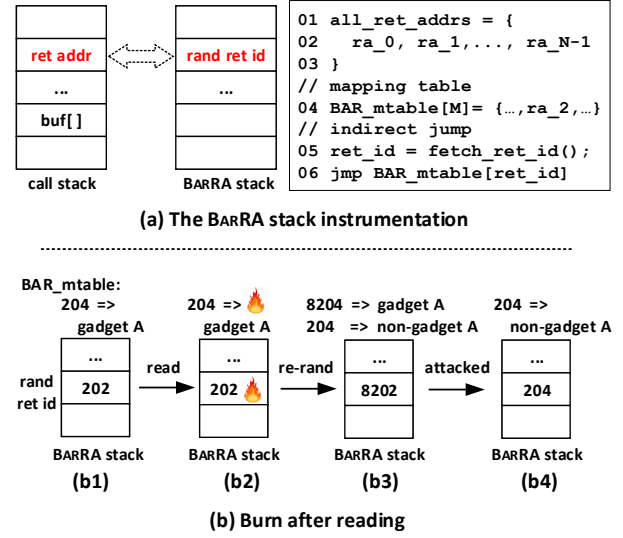 ret addr
...
buf[ ]
call stack
rand ret id
...
BARRA stack
01 all_ret_addrs = {
02   ra_0, ra_1,..., ra_N-1
03 }
// mapping table
04 BAR_mtable[M]= {…,ra_2,…}
// indirect jump
05 ret_id = fetch_ret_id();
06 jmp BAR_mtable[ret_id]
(a) The BARRA stack instrumentation
BAR_mtable:
204 =>
gadget A
rand
ret id
...
202
BARRA stack
(b1)
read
204 =>
gadget A
...
202
BARRA stack
(b2)
re-rand
8204 => gadget A
204 => non-gadget A
...
8202
BARRA stack
(b3)
attacked
204 =>
non-gadget A
...
204
BARRA stack
(b4)
(b) Burn after reading